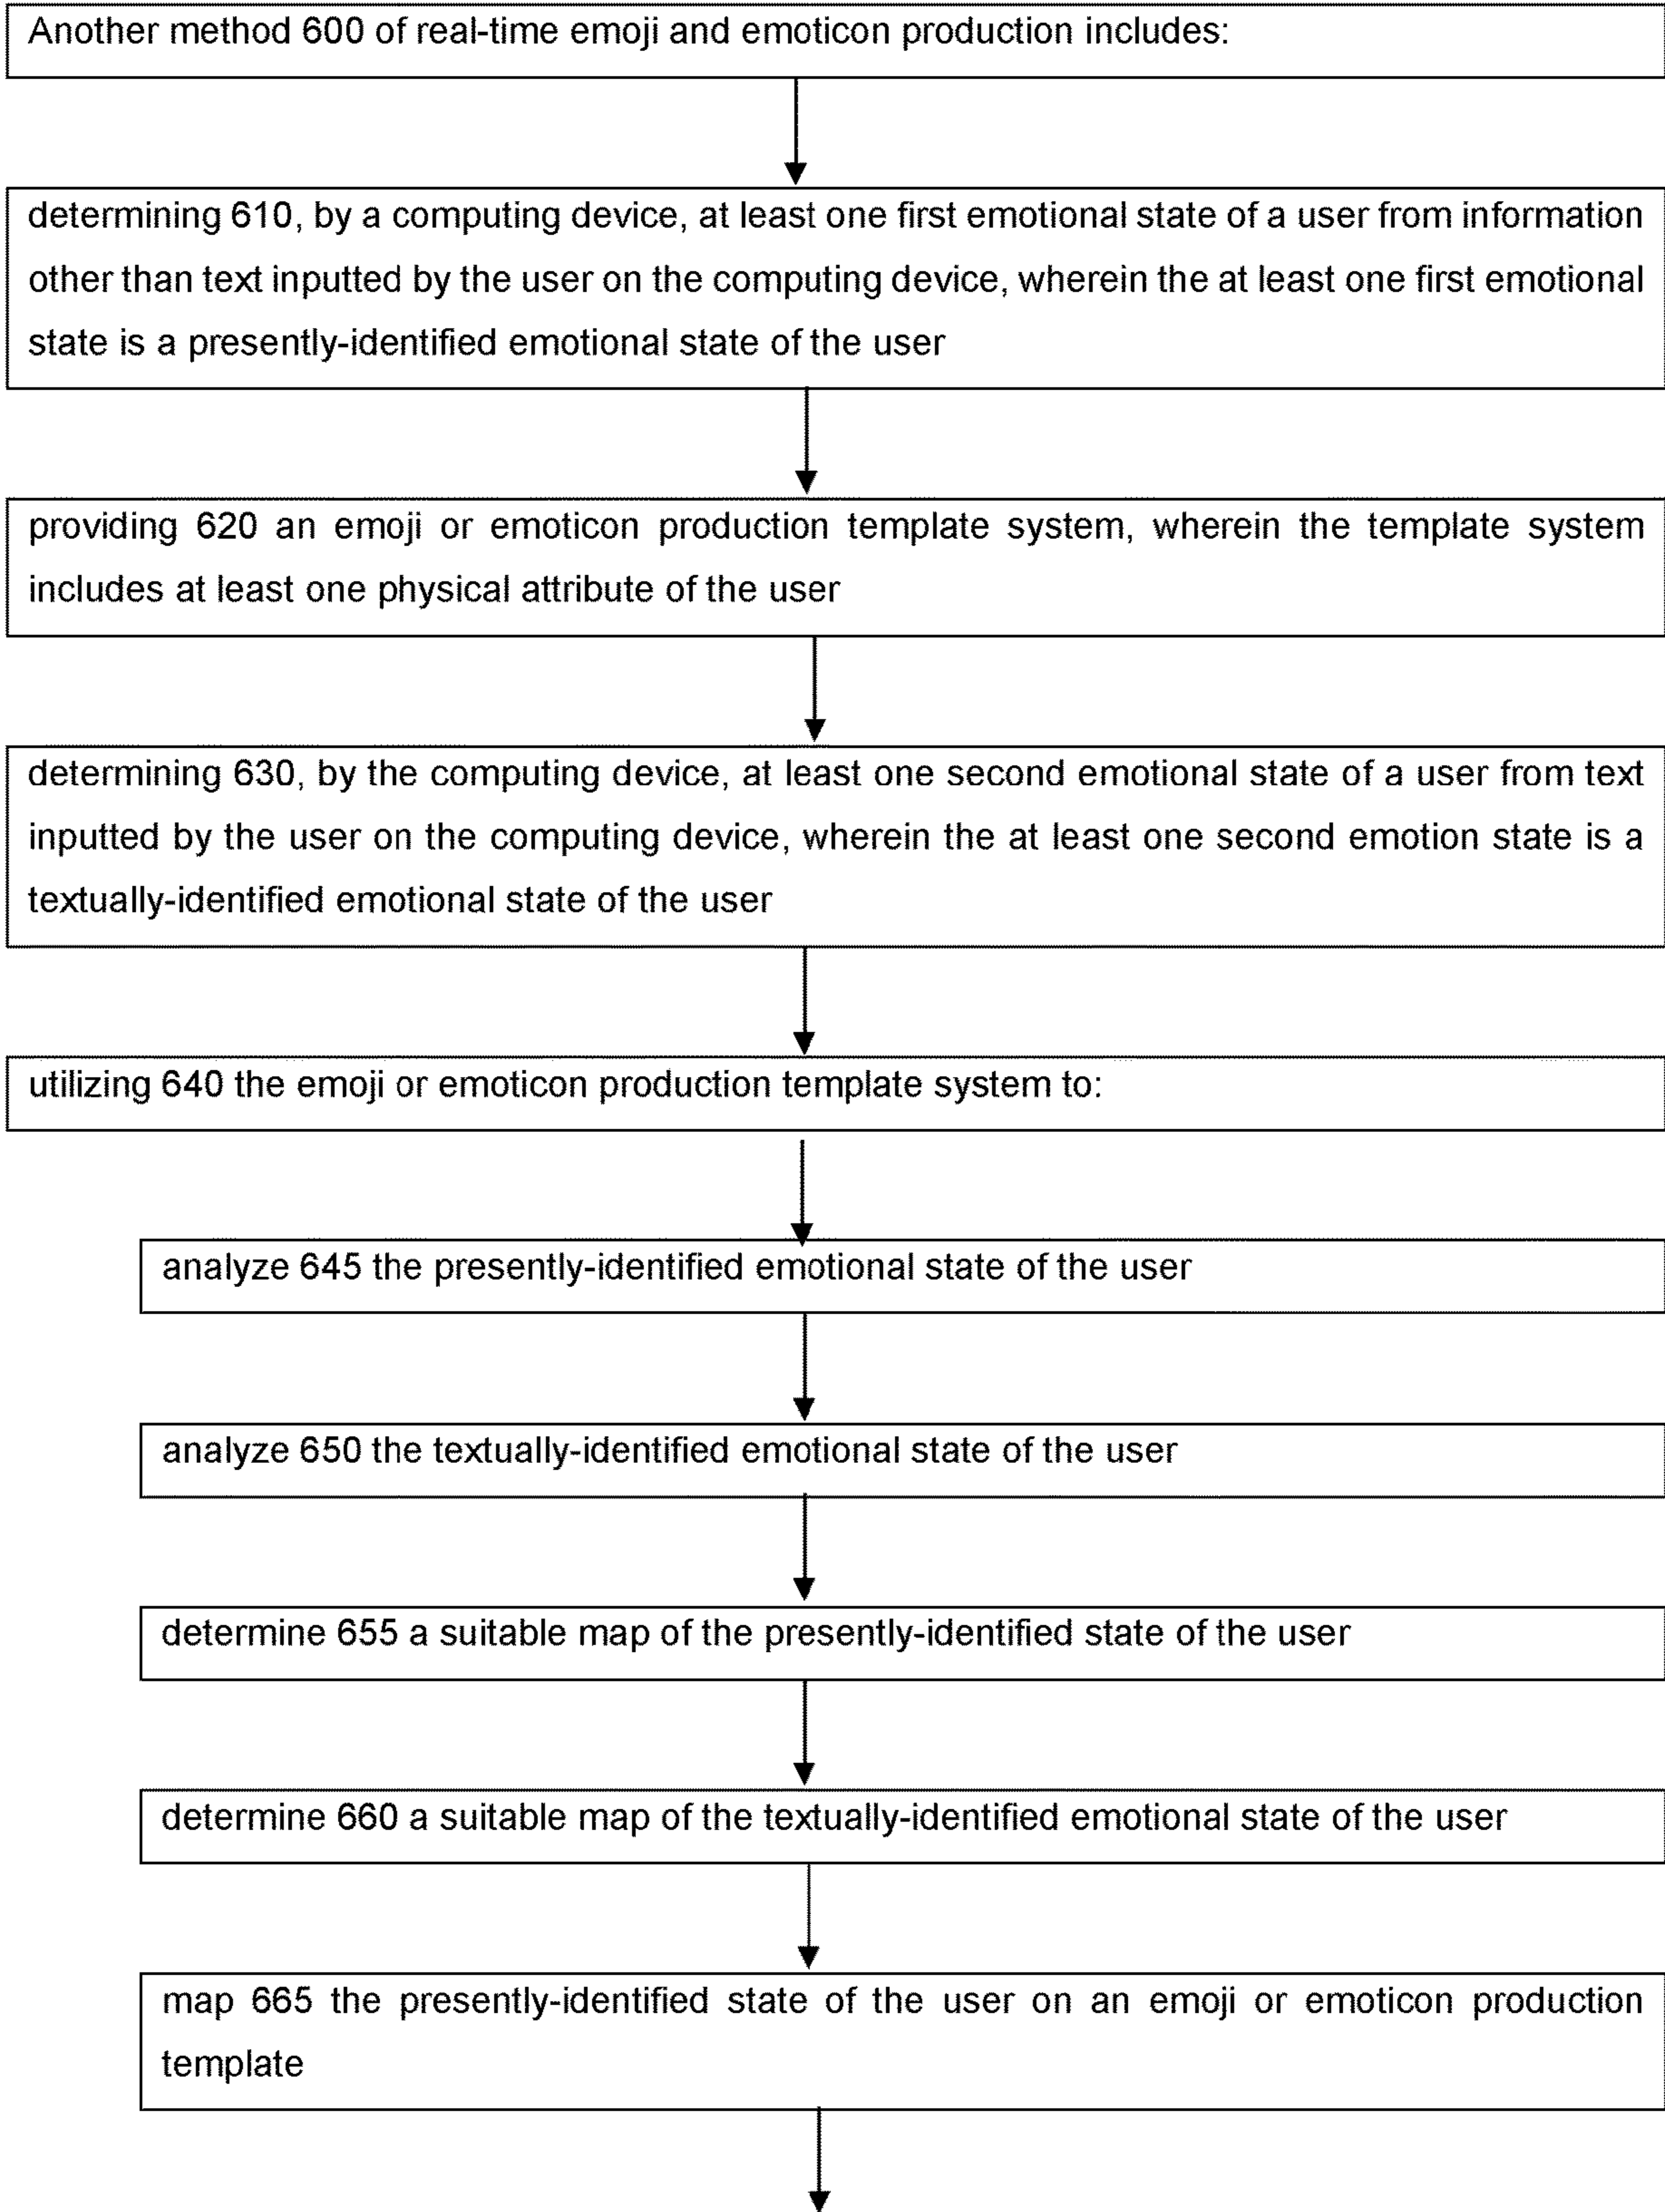 Another method 600 of real-time emoji and emoticon production includes:
determining 610, by a computing device, at least one first emotional state of a user from information
other than text inputted by the user on the computing device, wherein the at least one first emotional
state is a presently-identified emotional state of the user
providing 620 an emoji or emoticon production template system, wherein the template system
includes at least one physical attribute of the user
determining 630, by the computing device, at least one second emotional state of a user from text
inputted by the user on the computing device, wherein the at least one second emotion state is a
textually-identified emotional state of the user
utilizing 640 the emoji or emoticon production template system to:
analyze 645 the presently-identified emotional state of the user
analyze 650 the textually-identified emotional state of the user
determine 655 a suitable map of the presently-identified state of the user
determine 660 a suitable map of the textually-identified emotional state of the user
map 665 the presently-identified state of the user on an emoji or emoticon production
template